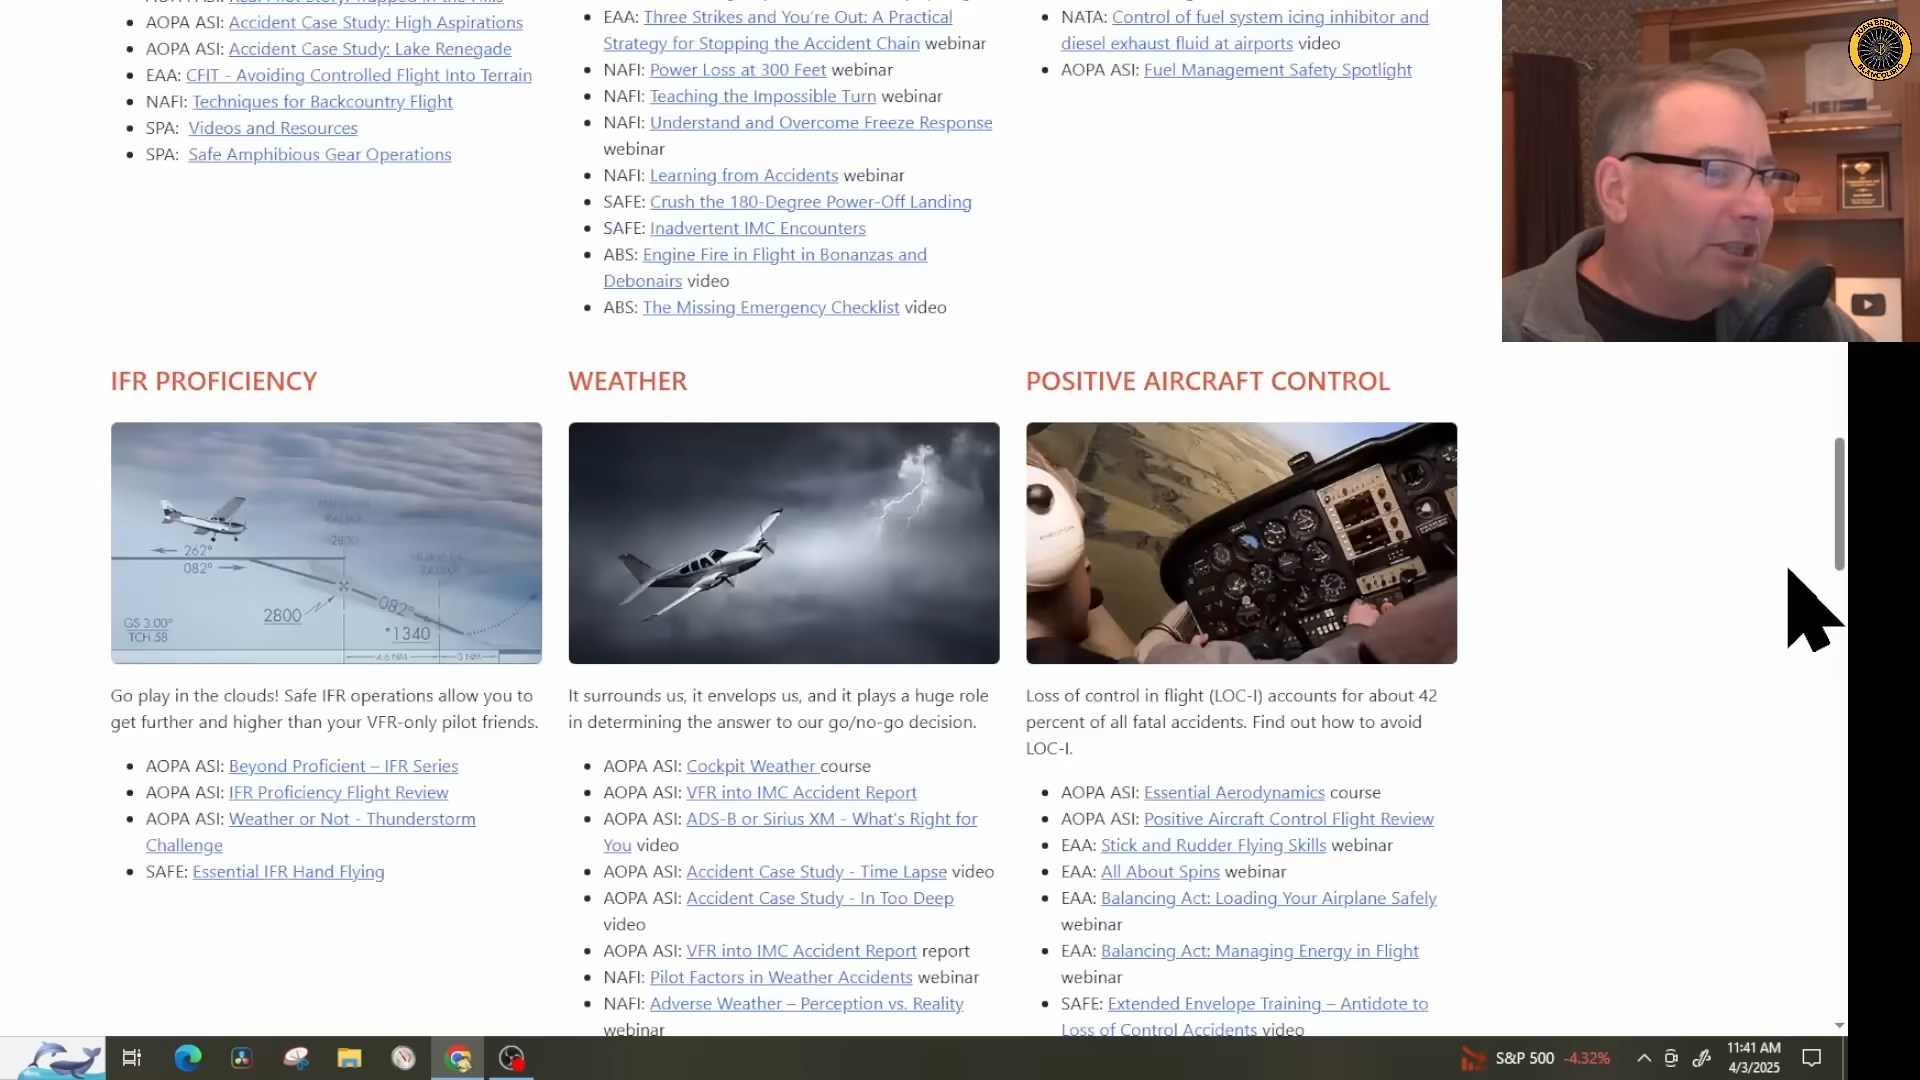 AOPA ASI: Accident Case Study: High Aspirations
AOPA ASI: Accident Case Study: Lake Renegade
EAA: CFIT - Avoiding Controlled Flight Into Terrain
NAFI: Techniques for Backcountry Flight
SPA: Videos and Resources
SPA: Safe Amphibious Gear Operations
EAA: Three Strikes and You're Out: A Practical
Strategy for Stopping the Accident Chain webinar
NAFI: Power Loss at 300 Feet webinar
NAFI: Teaching the Impossible Turn webinar
NAFI: Understand and Overcome Freeze Response
webinar
NAFI: Learning from Accidents webinar
SAFE: Crush the 180-Degree Power-Off Landing
SAFE: Inadvertent IMC Encounters
ABS: Engine Fire in Flight in Bonanzas and
Debonairs video
ABS: The Missing Emergency Checklist video
NATA: Control of fuel system icing inhibitor and
diesel exhaust fluid at airports video
AOPA ASI: Fuel Management Safety Spotlight
IFR PROFICIENCY
262°
082°
2800
2800
082°
*1340
GS 3.00°
TCH 58
3 NM
Go play in the clouds! Safe IFR operations allow you to
get further and higher than your VFR-only pilot friends.
AOPA ASI: Beyond Proficient – IFR Series
AOPA ASI: IFR Proficiency Flight Review
AOPA ASI: Weather or Not - Thunderstorm
Challenge
SAFE: Essential IFR Hand Flying
WEATHER
It surrounds us, it envelops us, and it plays a huge role
in determining the answer to our go/no-go decision.
AOPA ASI: Cockpit Weather course
AOPA ASI: VFR into IMC Accident Report
AOPA ASI: ADS-B or Sirius XM - What's Right for
You video
AOPA ASI: Accident Case Study - Time Lapse video
AOPA ASI: Accident Case Study - In Too Deep
video
AOPA ASI: VFR into IMC Accident Report report
NAFI: Pilot Factors in Weather Accidents webinar
NAFI: Adverse Weather – Perception vs. Reality
webinar
POSITIVE AIRCRAFT CONTROL
Loss of control in flight (LOC-I) accounts for about 42
percent of all fatal accidents. Find out how to avoid
LOC-I.
AOPA ASI: Essential Aerodynamics course
AOPA ASI: Positive Aircraft Control Flight Review
EAA: Stick and Rudder Flying Skills webinar
EAA: All About Spins webinar
EAA: Balancing Act: Loading Your Airplane Safely
webinar
EAA: Balancing Act: Managing Energy in Flight
webinar
SAFE: Extended Envelope Training – Antidote to
Loss of Control Accidents video
S&P 500 -4.32%
11:41 AM
4/3/2025